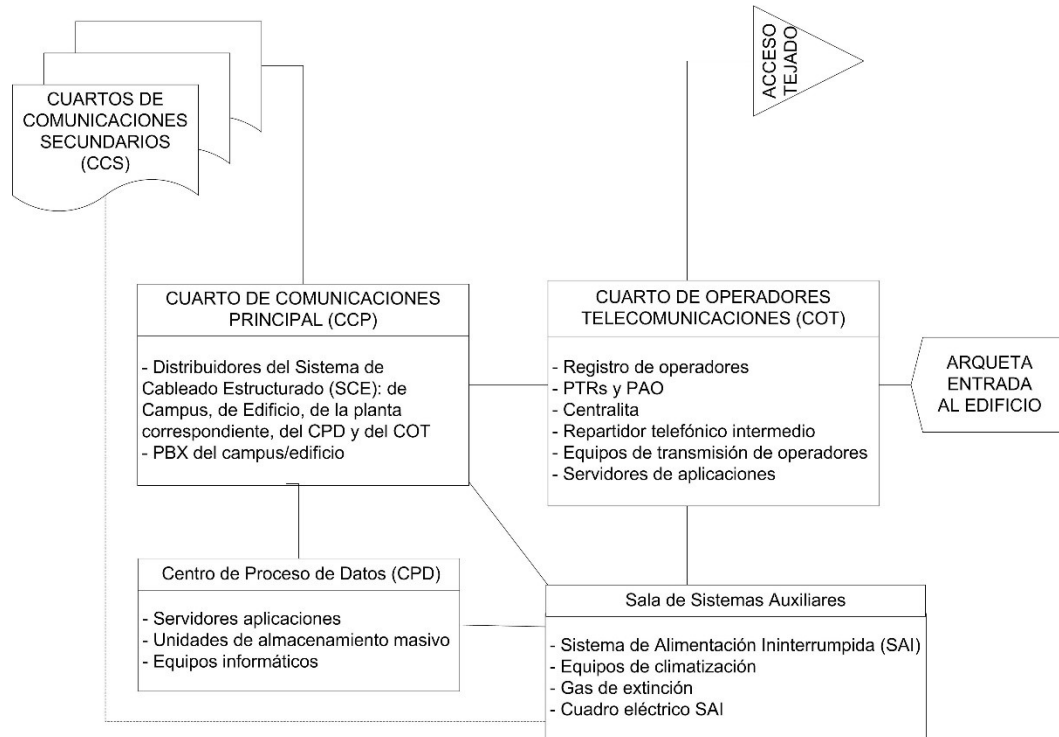 ACCESO
TEJADO
CUARTOS DE
COMUNICACIONES
SECUNDARIOS
(CCS)
CUARTO DE COMUNICACIONES
PRINCIPAL (CCP)
- Distribuidores del Sistema de
Cableado Estructurado (SCE): de
Campus, de Edificio, de la planta
correspondiente, del CPD y del COT
- PBX del campus/edificio
CUARTO DE OPERADORES
TELECOMUNICACIONES (COT)
- Registro de operadores
- PTRs y PAO
- Centralita
- Repartidor telefónico intermedio
- Equipos de transmisión de operadores
- Servidores de aplicaciones
ARQUETA
ENTRADA
AL EDIFICIO
Centro de Proceso de Datos (CPD)
- Servidores aplicaciones
- Unidades de almacenamiento masivo
- Equipos informáticos
Sala de Sistemas Auxiliares
- Sistema de Alimentación Ininterrumpida (SAI)
- Equipos de climatización
- Gas de extinción
- Cuadro eléctrico SAI